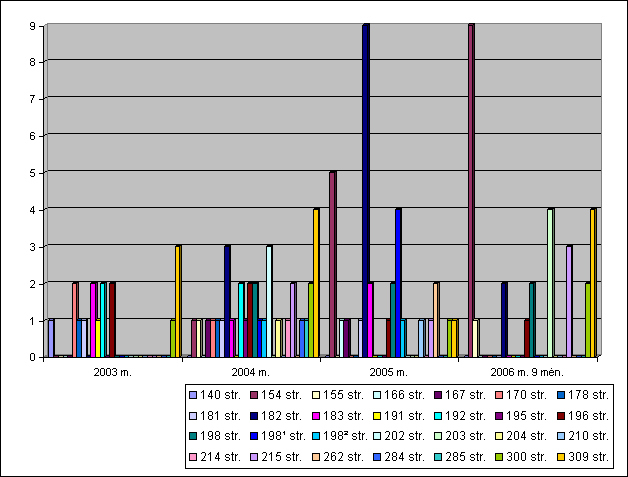 9
8
7
6
5
4
3
2
1
0
2003 m. 2004 m. 2005 m. 2006 m. 9 mėn.
140 str. 154 str. 155 str. 166 str. 167 str. 170 str. 178 str.
181 str. 182 str. 183 str. 191 str. 192 str. 195 str. 196 str.
198 str. 198¹ str. 198² str. 202 str. 203 str. 204 str. 210 str.
214 str. 215 str. 262 str. 284 str. 285 str. 300 str. 309 str.